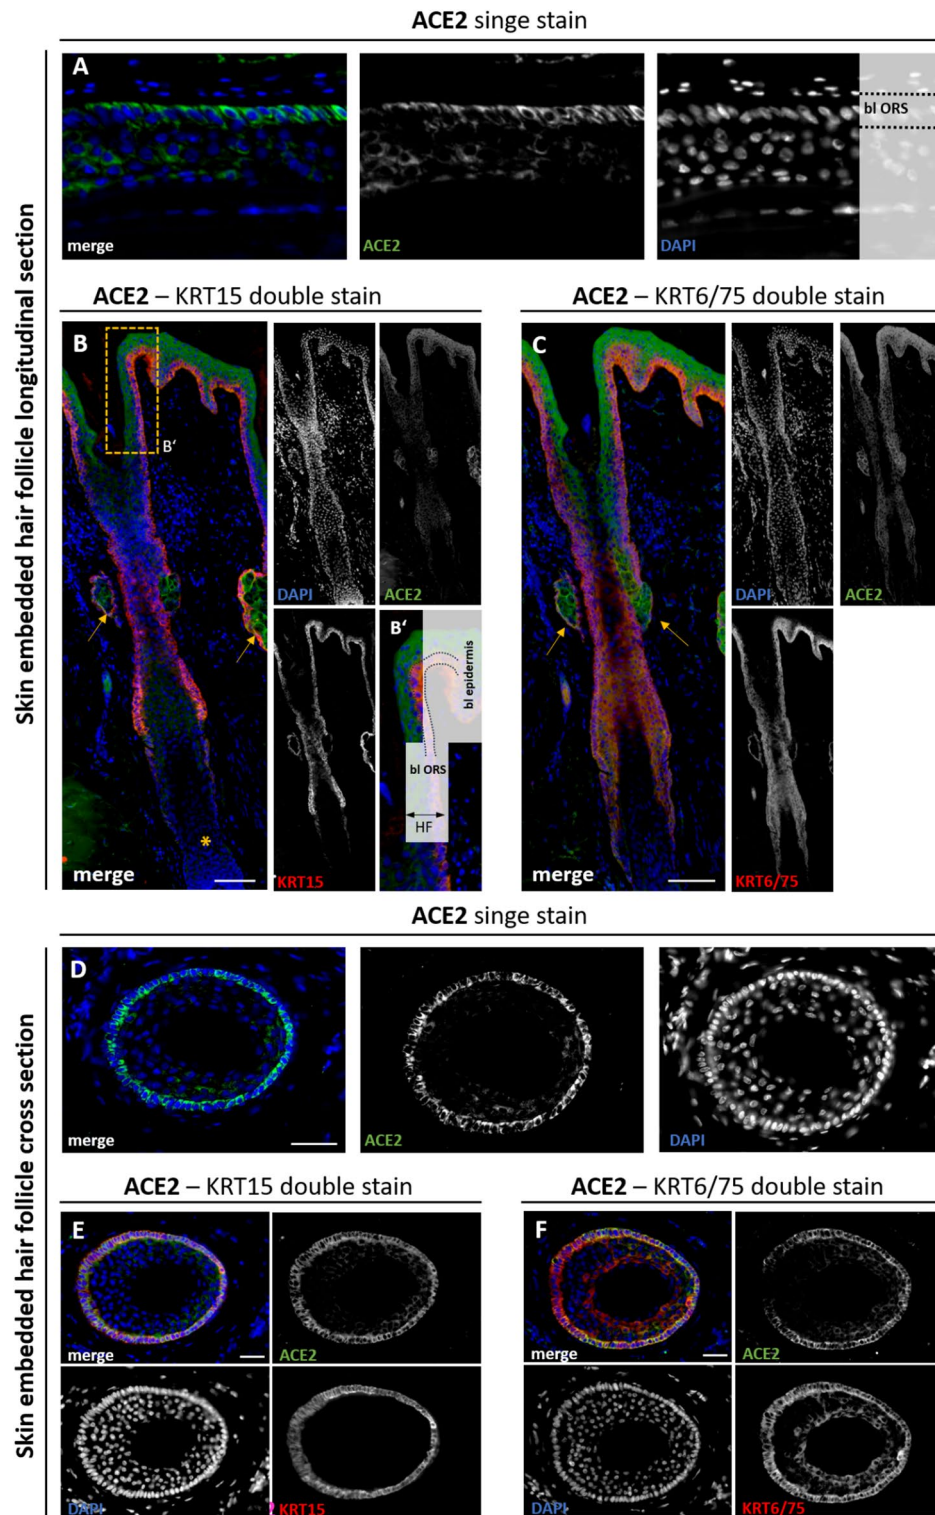 ACE2 singe stain
Skin embedded hair follicle longitudinal section
A
merge
ACE2
DAPI
bl ORS
ACE2 – KRT15 double stain
ACE2 – KRT6/75 double stain
B
B'
merge
DAPI
ACE2
KRT15
B'
bl epidermis
bl ORS
HF
C
merge
DAPI
ACE2
KRT6/75
*
ACE2 singe stain
Skin embedded hair follicle cross section
D
merge
ACE2
DAPI
ACE2 – KRT15 double stain
ACE2 – KRT6/75 double stain
E
merge
ACE2
DAPI
KRT15
F
merge
ACE2
DAPI
KRT6/75